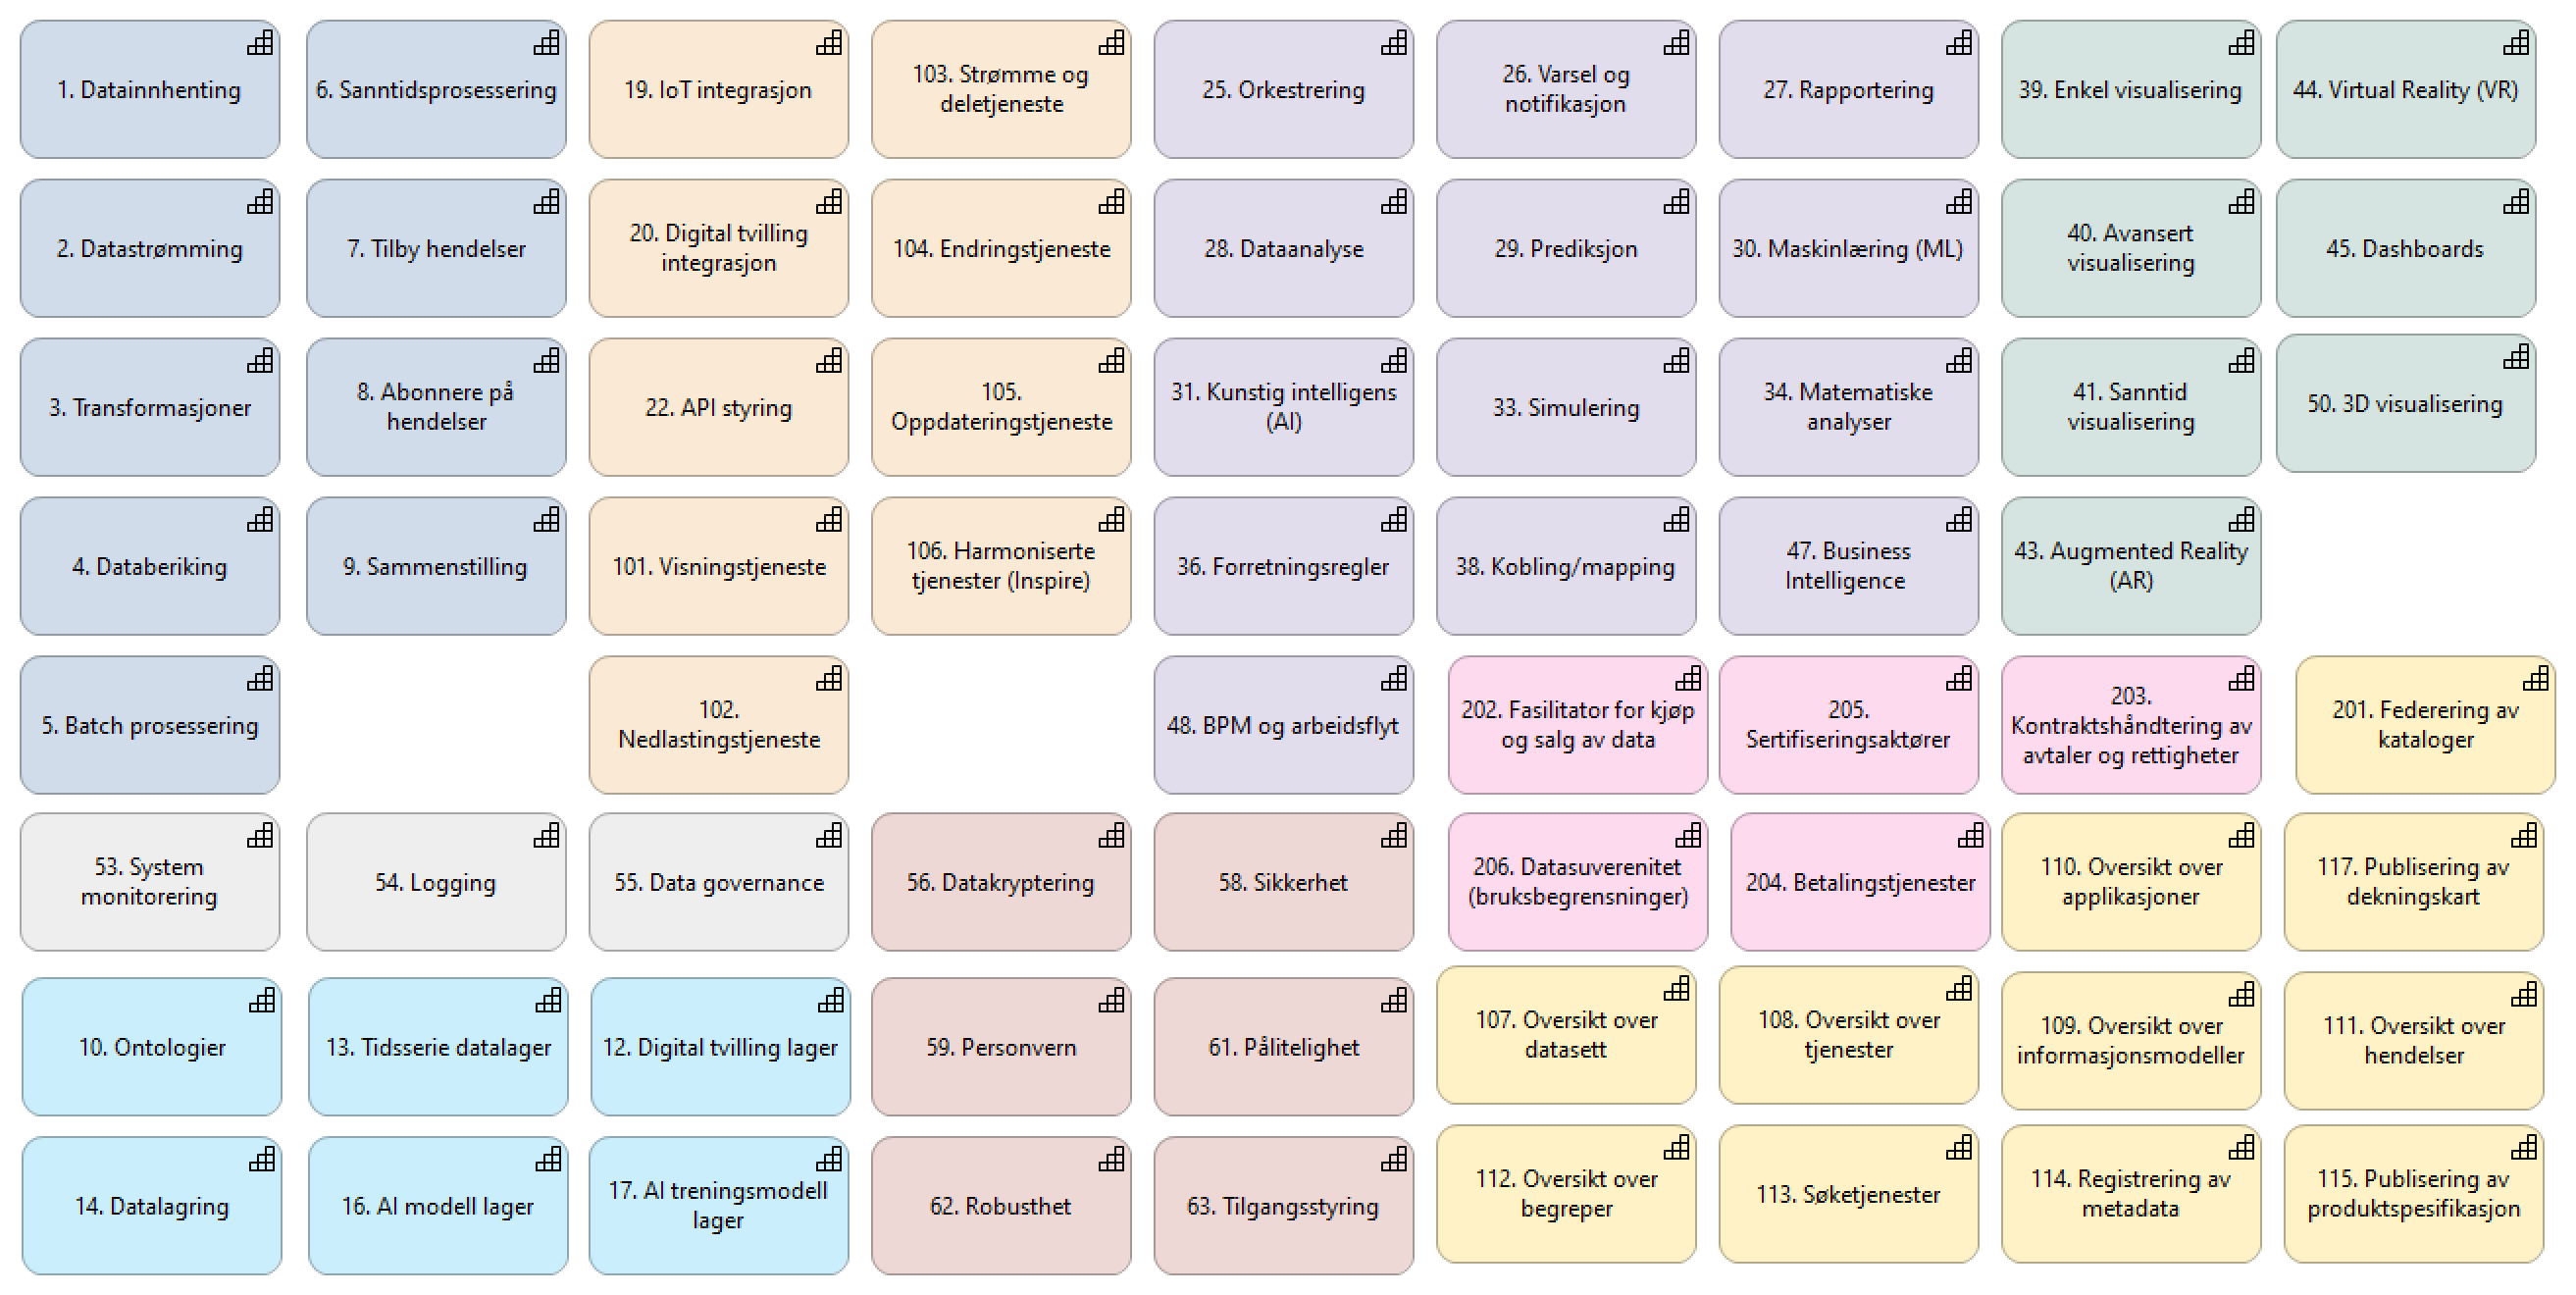 1. Datainnhenting
6. Sanntidsprosessering
19. IoT integrasjon
103. Strømme og
deletjeneste
25. Orkestrering
26. Varsel og
notifikasjon
27. Rapportering
39. Enkel visualisering
44. Virtual Reality (VR)
2. Datastrømming
7. Tilby hendelser
20. Digital tvilling
integrasjon
104. Endringstjeneste
28. Dataanalyse
29. Prediksjon
30. Maskinlæring (ML)
40. Avansert
visualisering
45. Dashboards
3. Transformasjoner
8. Abonnere på
hendelser
22. API styring
105.
Oppdateringstjeneste
31. Kunstig intelligens
(AI)
33. Simulering
34. Matematiske
analyser
41. Sanntid
visualisering
50. 3D visualisering
4. Databeriking
9. Sammenstilling
101. Visningstjeneste
106. Harmoniserte
tjenester (Inspire)
36. Forretningsregler
38. Kobling/mapping
47. Business
Intelligence
43. Augmented Reality
(AR)
5. Batch prosessering
102.
Nedlastingstjeneste
48. BPM og arbeidsflyt
202. Fasilitator for kjøp
og salg av data
205.
Sertifiseringsaktører
203.
Kontraktshåndtering av
avtaler og rettigheter
201. Federering av
kataloger
53. System
monitorering
54. Logging
55. Data governance
56. Datakryptering
58. Sikkerhet
206. Datasuverenitet
(bruksbegrensninger)
204. Betalingstjenester
110. Oversikt over
applikasjoner
117. Publisering av
dekningskart
10. Ontologier
13. Tidsserie datalager
12. Digital tvilling lager
59. Personvern
61. Pålitelighet
107. Oversikt over
datasett
108. Oversikt over
tjenester
109. Oversikt over
informasjonsmodeller
111. Oversikt over
hendelser
14. Datalagring
16. AI modell lager
17. AI treningsmodell
lager
62. Robusthet
63. Tilgangsstyring
112. Oversikt over
begreper
113. Søketjenester
114. Registrering av
metadata
115. Publisering av
produktspesifikasjon